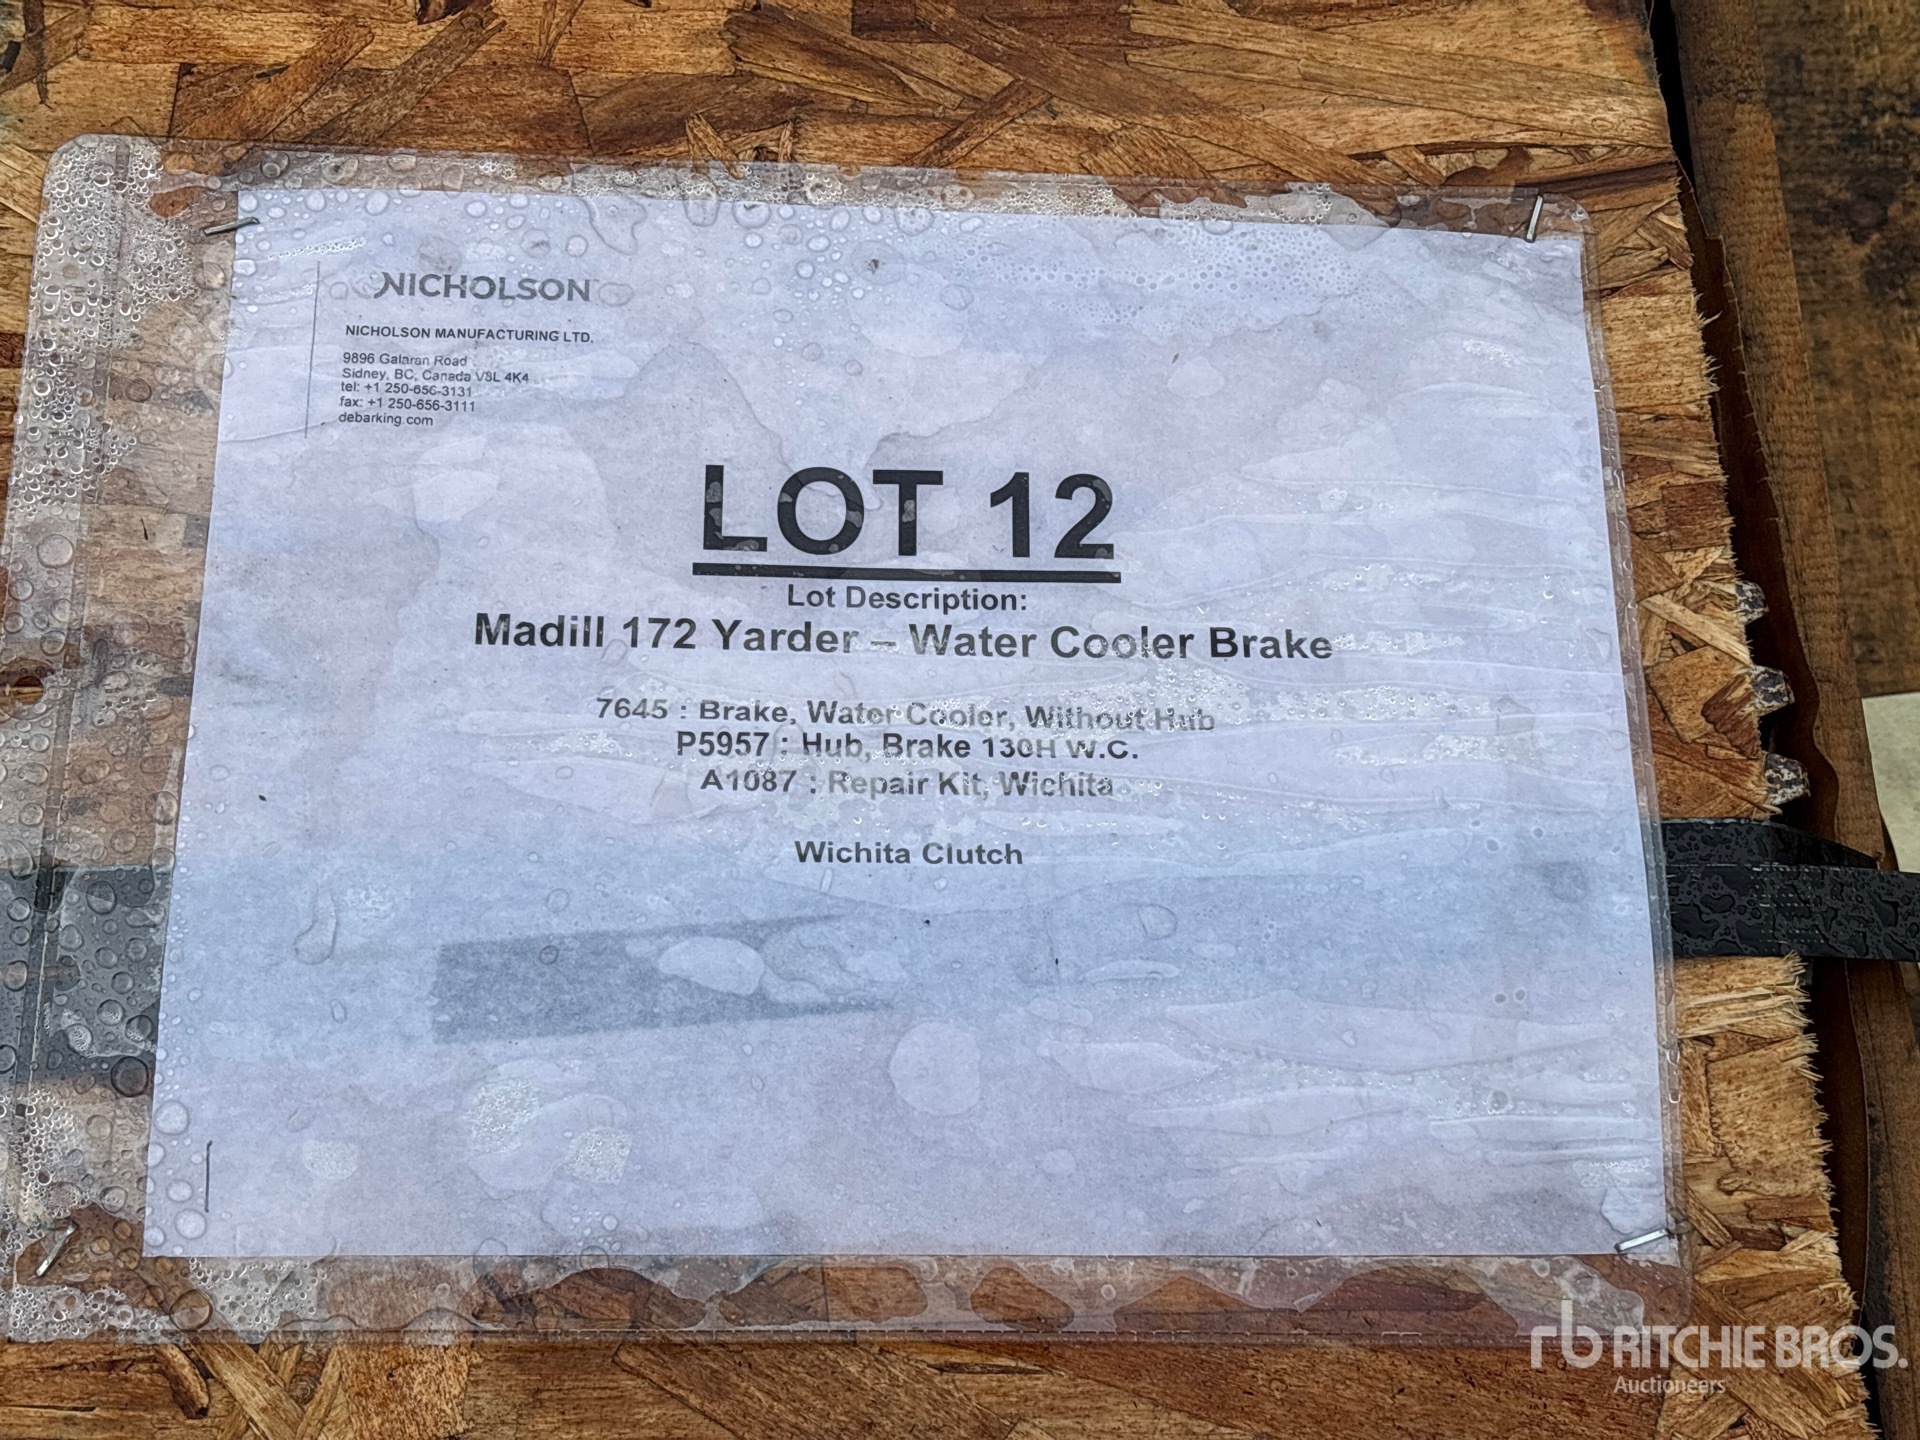 NICHOLSON
NICHOLSON MANUFACTURING LTD.
9896 Galaran Road
Sidney, BC, Canada V8L 4K4
tel: +1 250-656-3131
fax: +1 250-656-3111
debarking.com
LOT 12
Lot Description:
Madill 172 Yarder – Water Cooler Brake
7645 : Brake, Water Cooler, Without Hub
P5957 : Hub, Brake 130H W.C.
A1087 : Repair Kit, Wichita
Wichita Clutch
rb RITCHIE BROS.
Auctioneers